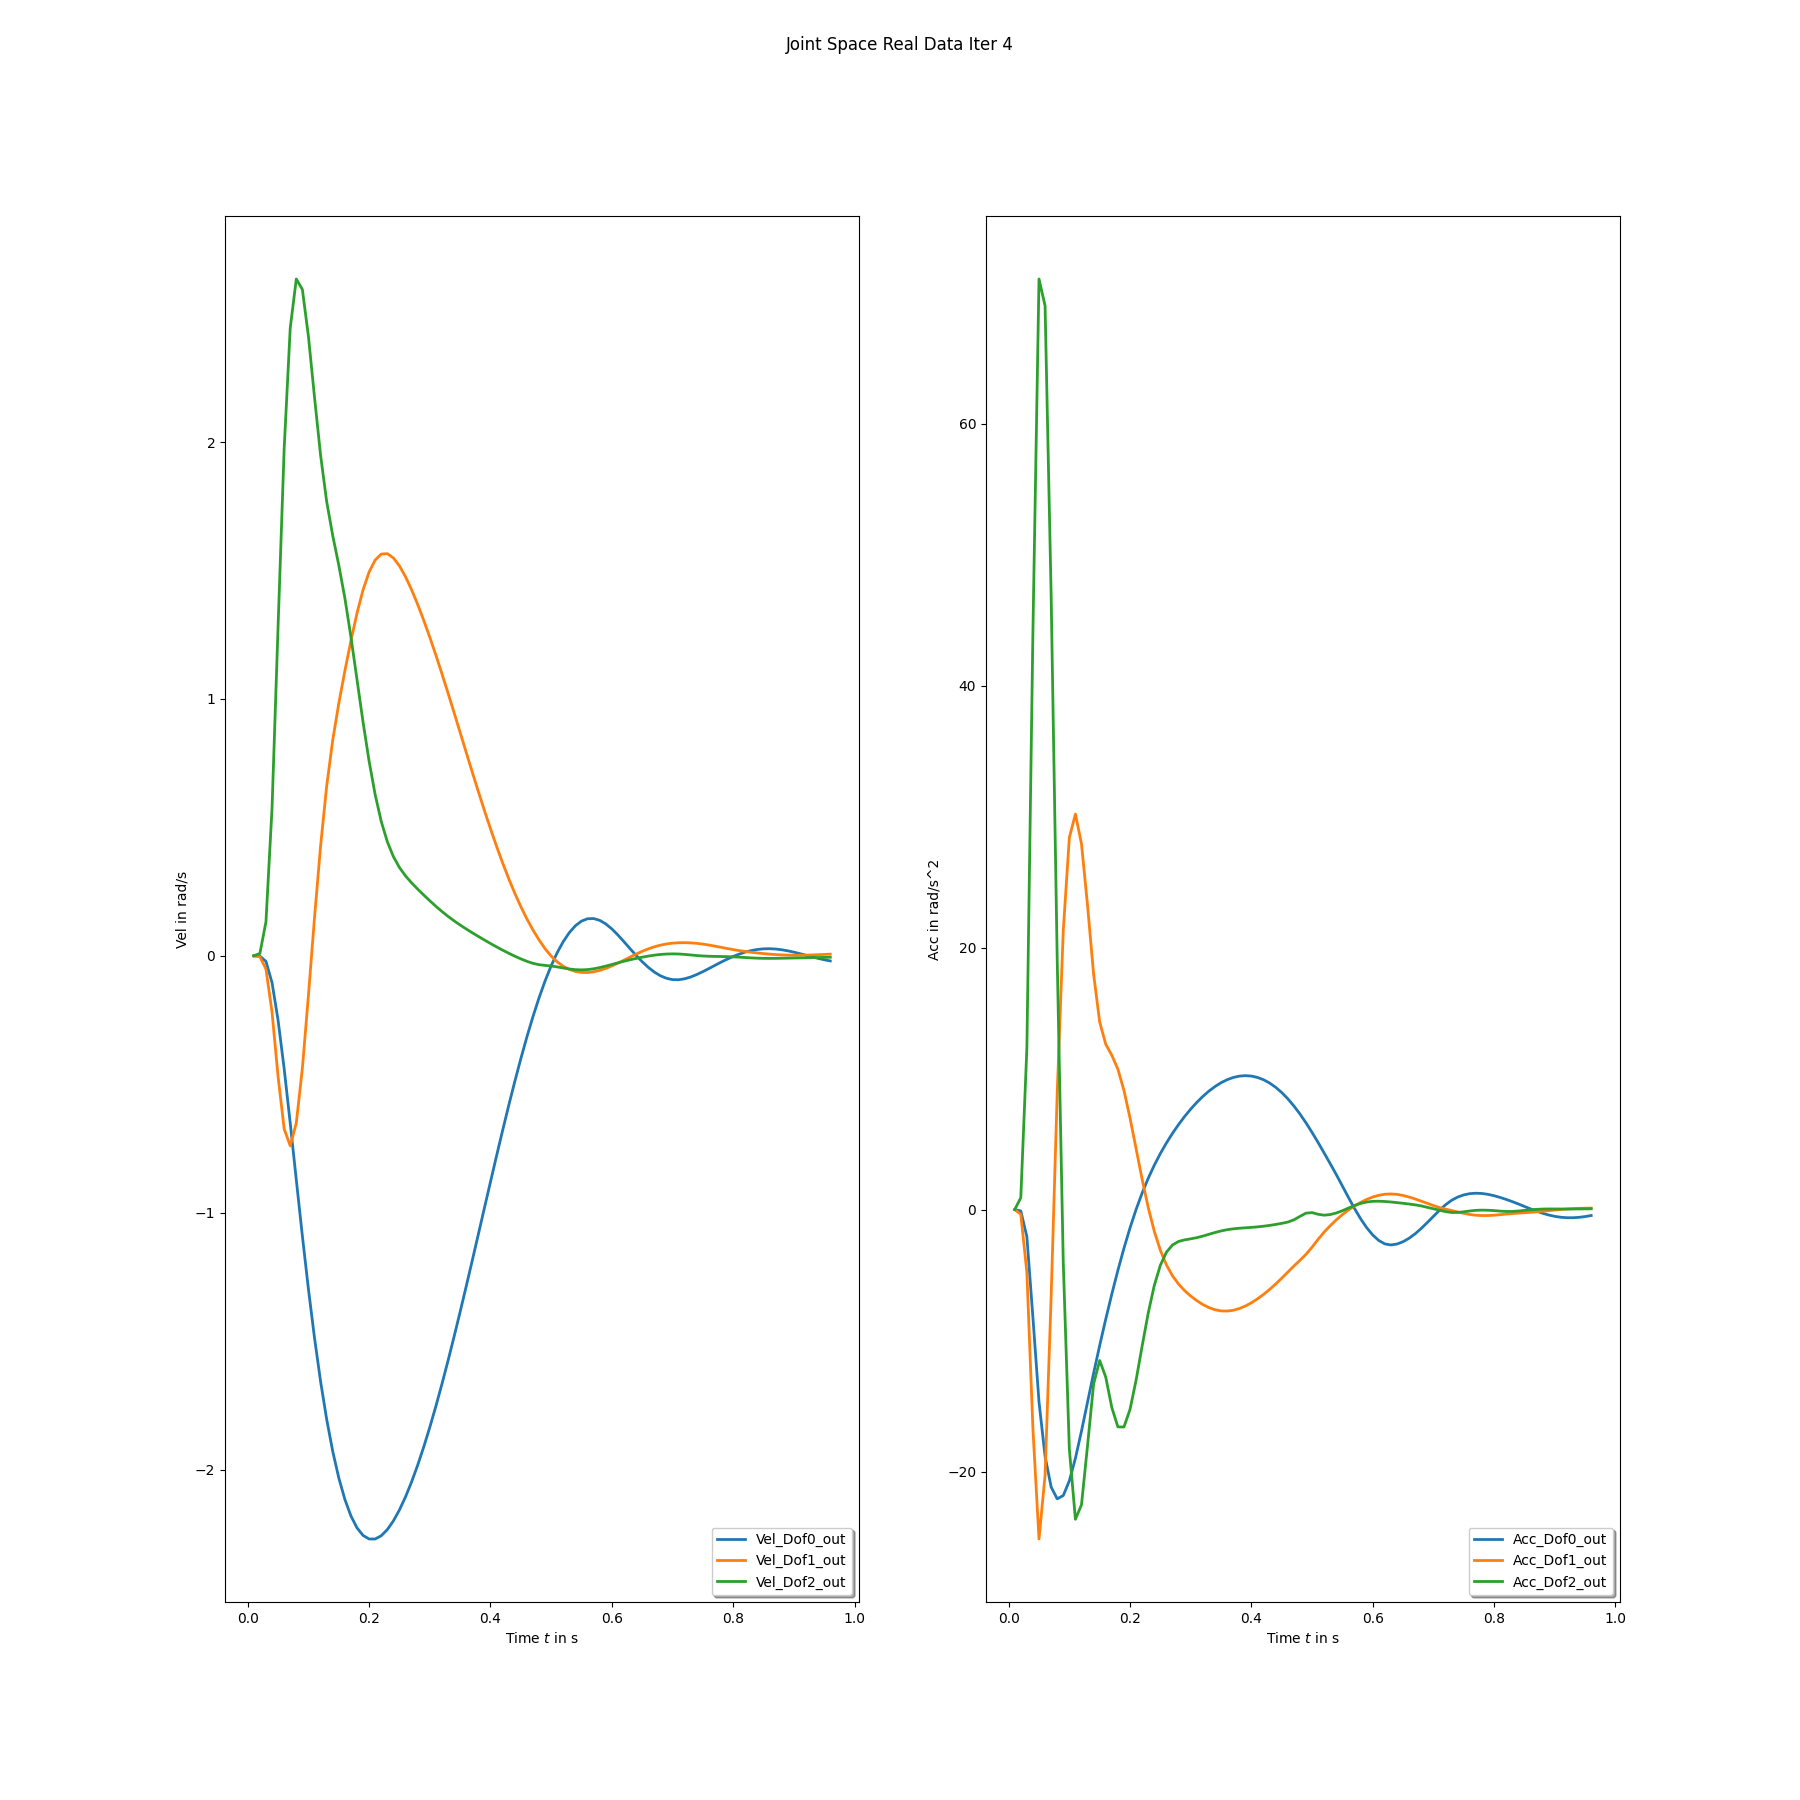 Joint Space Real Data Iter 4
Vel in rad/s
2
1
0
−1
−2
0.0 0.2 0.4 0.6 0.8 1.0
Time t in s
Vel_Dof0_out
Vel_Dof1_out
Vel_Dof2_out
Acc in rad/s^2
60
40
20
0
−20
0.0 0.2 0.4 0.6 0.8 1.0
Time t in s
Acc_Dof0_out
Acc_Dof1_out
Acc_Dof2_out